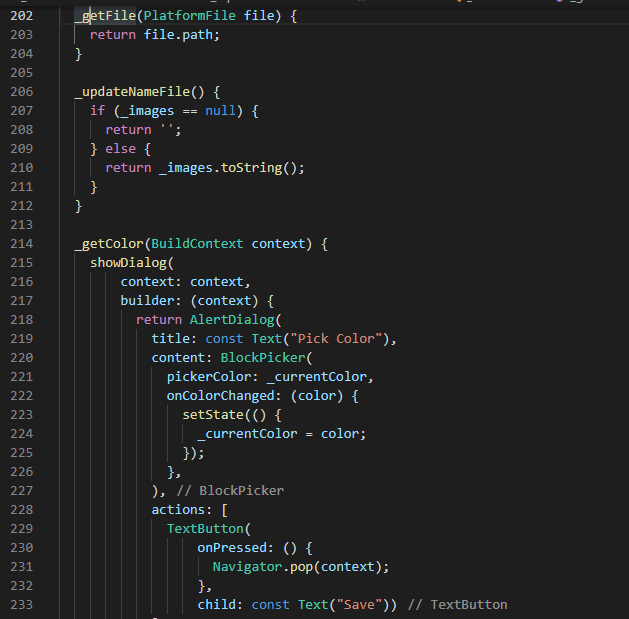 202 _getFile(PlatformFile file) {
203 return file.path;
204 }
205
206 _updateNameFile() {
207 if (_images == null) {
208 return '';
209 } else {
210 return _images.toString();
211 }
212 }
213
214 _getColor(BuildContext context) {
215 showDialog(
216 context: context,
217 builder: (context) {
218 return AlertDialog(
219 title: const Text("Pick Color"),
220 content: BlockPicker(
221 pickerColor: _currentColor,
222 onColorChanged: (color) {
223 setState(() {
224 _currentColor = color;
225 });
226 },
227 ), // BlockPicker
228 actions: [
229 TextButton(
230 onPressed: () {
231 Navigator.pop(context);
232 },
233 child: const Text("Save")) // TextButton